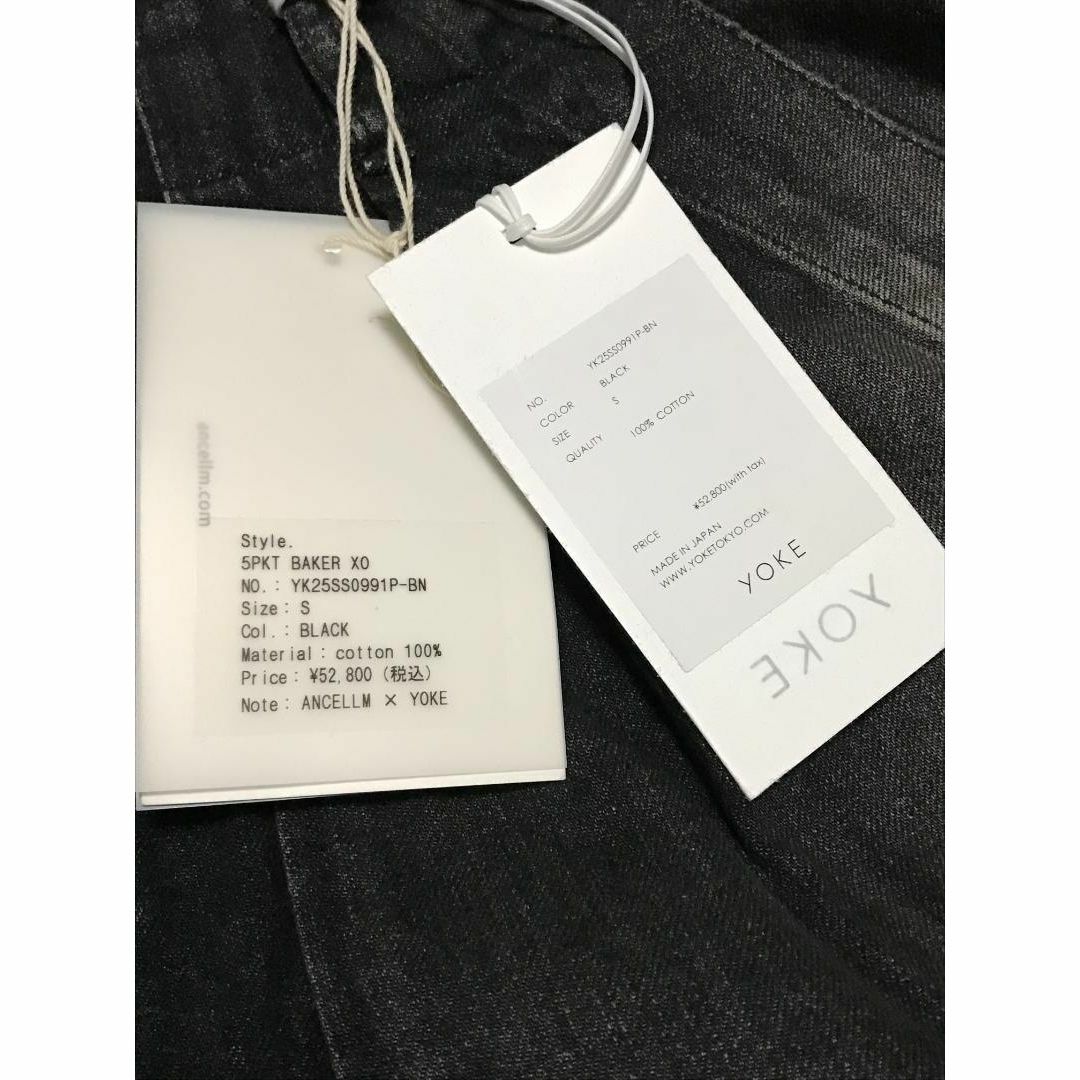 ancellm.com
Style.
5PKT BAKER XO
NO.: YK25SS0991P-BN
Size: S
Col.: BLACK
Material: cotton 100%
Price: ¥52,800 (税込)
Note: ANCELLM × YOKE
NO. YK25SS0991P-BN
COLOR BLACK
SIZE S
QUALITY 100% COTTON
PRICE ¥52,800(with tax)
MADE IN JAPAN
WWW.YOKETOKYO.COM
YOKE
YOKE